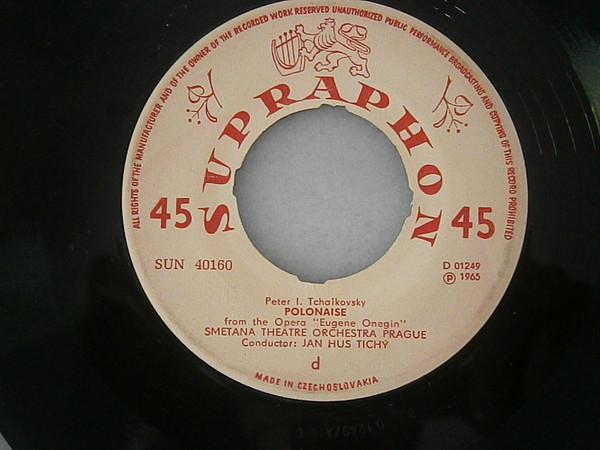 ALL RIGHTS OF THE MANUFACTURER AND OF THE OWNER OF THE RECORDED WORK RESERVED UNAUTHORIZED PUBLIC PERFORMANCE BROADCASTING AND COPYING OF THIS RECORD PROHIBITED
SUPRAPHON
45 45
SUN 40160
D 01249
Ⓟ 1965
Peter I. Tchaikovsky
POLONAISE
from the Opera "Eugene Onegin"
SMETANA THEATRE ORCHESTRA PRAGUE
Conductor: JAN HUS TICHÝ
d
MADE IN CZECHOSLOVAKIA